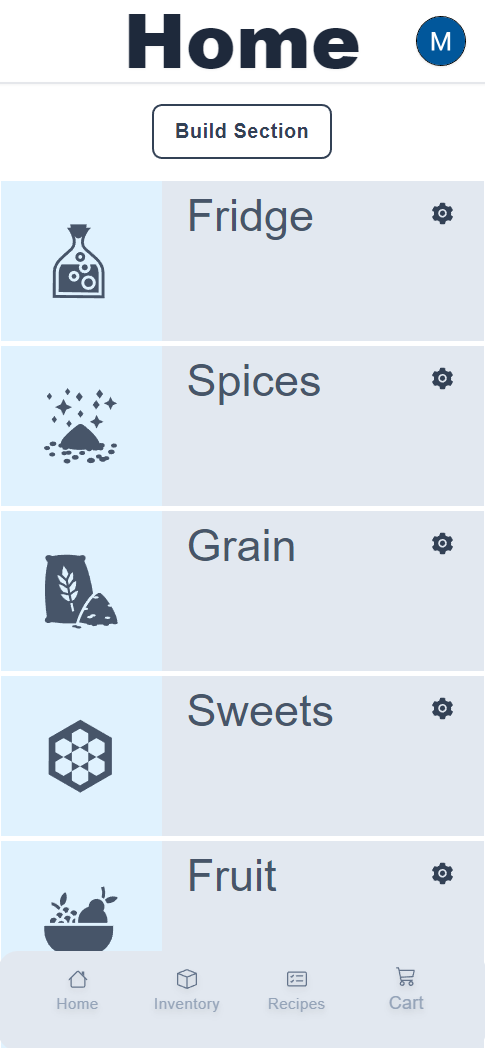 Home
M
Build Section
Fridge
Spices
Grain
Sweets
Fruit
Home Inventory Recipes Cart